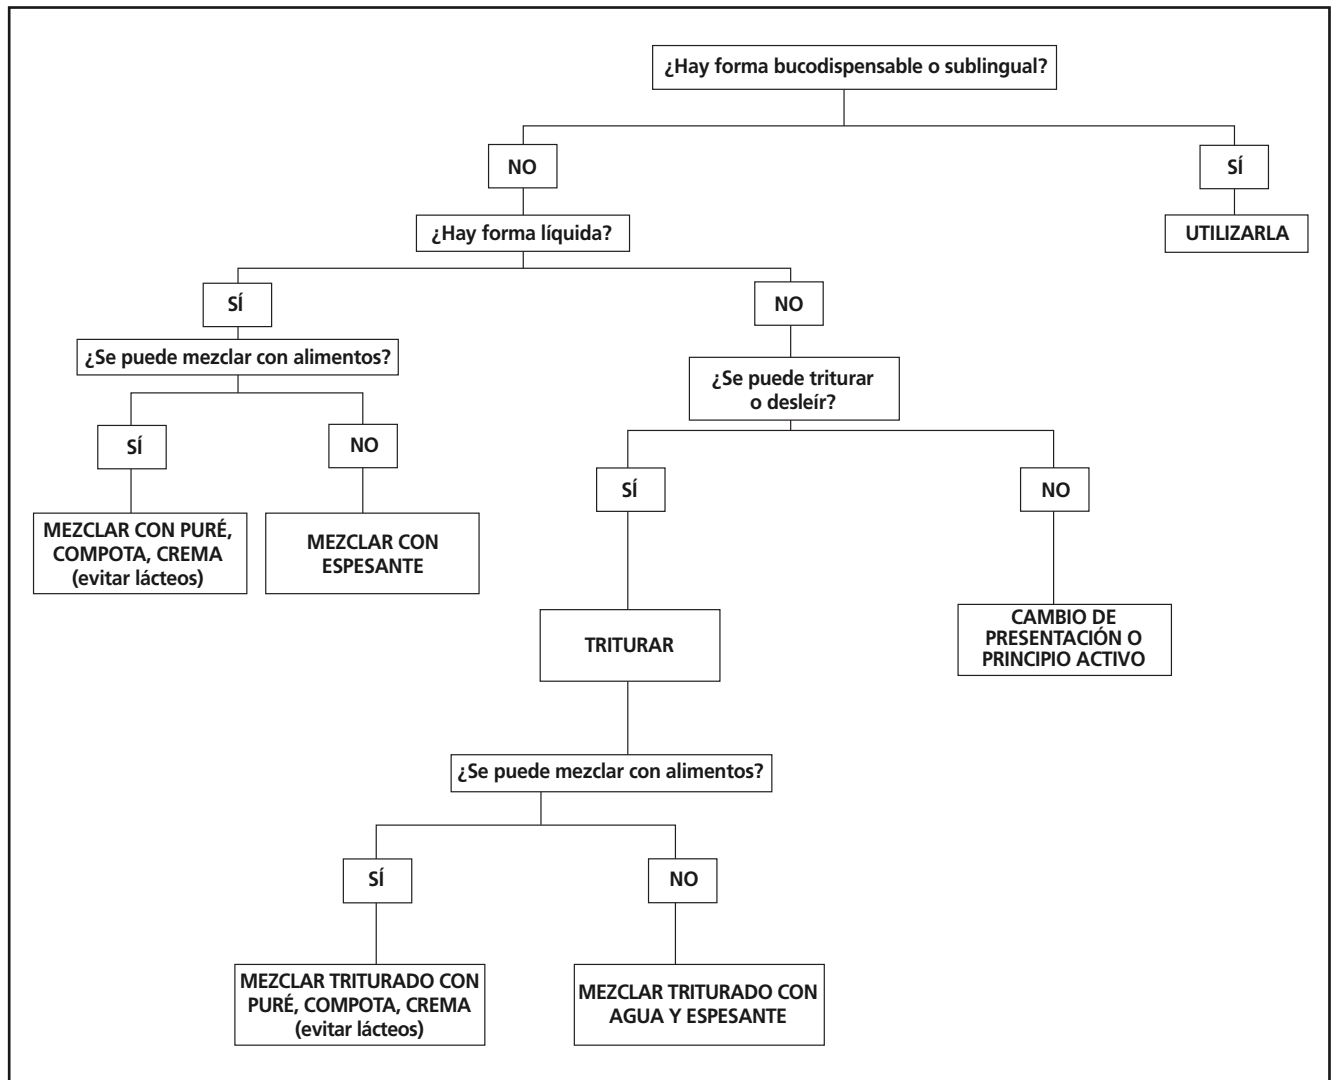 ¿Hay forma bucodispensable o sublingual?
NO
SÍ
¿Hay forma líquida?
UTILIZARLA
SÍ
NO
¿Se puede mezclar con alimentos?
¿Se puede triturar
o desleír?
SÍ
NO
SÍ
NO
MEZCLAR CON PURÉ,
COMPOTA, CREMA
(evitar lácteos)
MEZCLAR CON
ESPESANTE
TRITURAR
CAMBIO DE
PRESENTACIÓN O
PRINCIPIO ACTIVO
¿Se puede mezclar con alimentos?
SÍ
NO
MEZCLAR TRITURADO CON
PURÉ, COMPOTA, CREMA
(evitar lácteos)
MEZCLAR TRITURADO CON
AGUA Y ESPESANTE